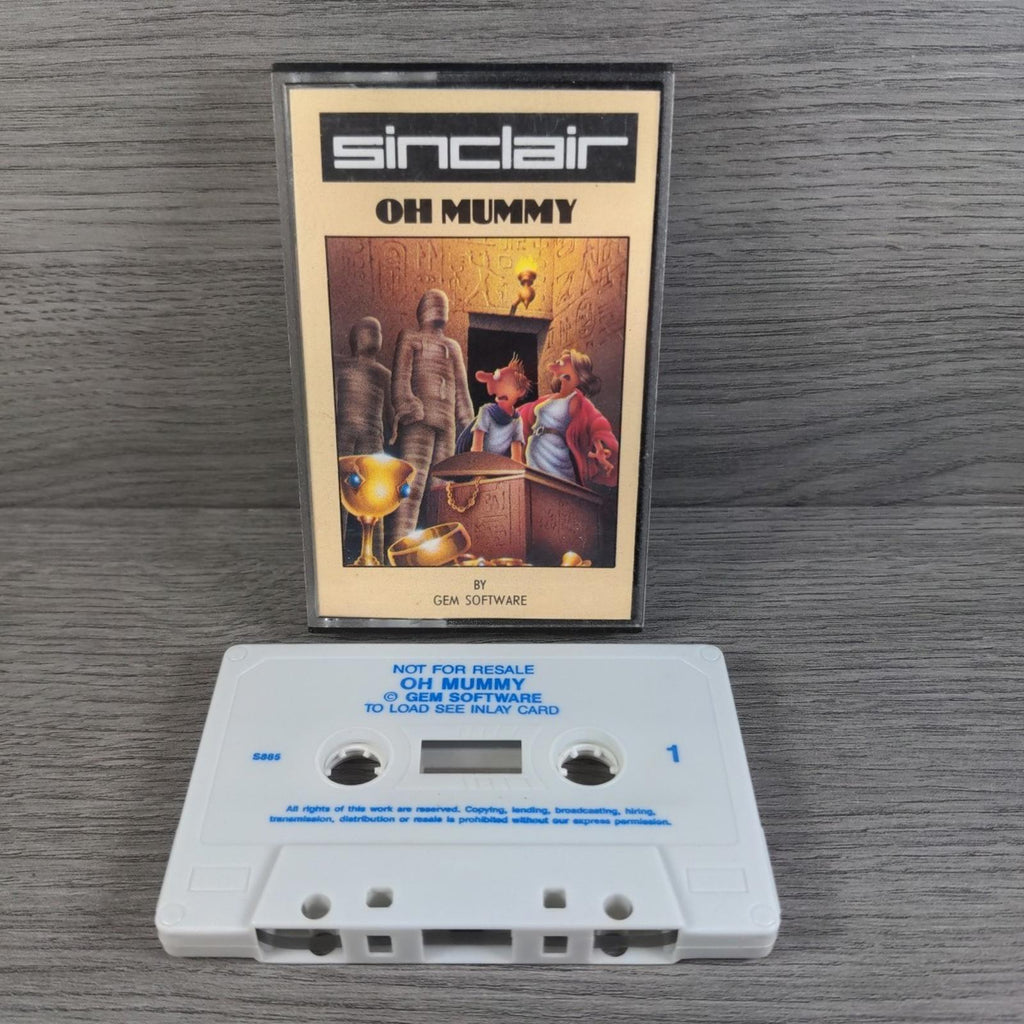 sinclair
OH MUMMY
BY
GEM SOFTWARE
NOT FOR RESALE
OH MUMMY
© GEM SOFTWARE
TO LOAD SEE INLAY CARD
S885
1
All rights of this work are reserved. Copying, lending, broadcasting, hiring,
transmission, distribution or resale is prohibited without our express permission.